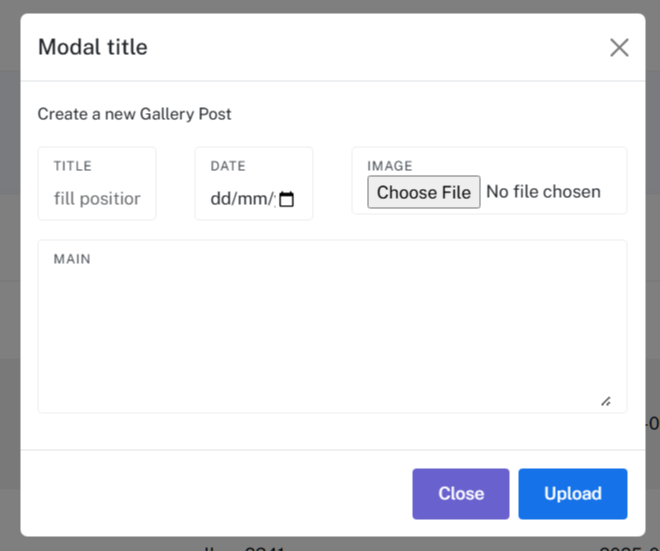 Modal title
Create a new Gallery Post
TITLE
fill position
DATE
dd/mm/
IMAGE
Choose File No file chosen
MAIN
Close Upload